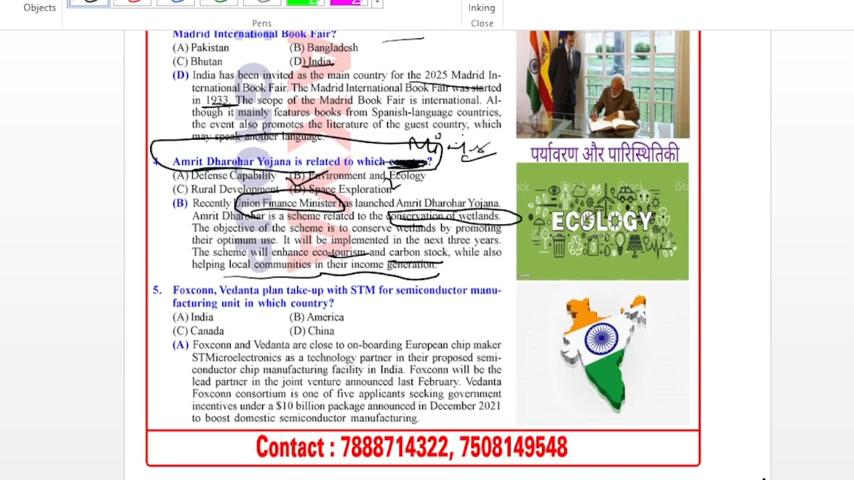 Objects
Pens
Inking
Close
Madrid International Book Fair?
(A) Pakistan (B) Bangladesh
(C) Bhutan (D) India
(D) India has been invited as the main country for the 2025 Madrid In-
ternational Book Fair. The Madrid International Book Fair was started
in 1933. The scope of the Madrid Book Fair is international. Al-
though it mainly features books from Spanish-language countries,
the event also promotes the literature of the guest country, which
may speak another language.
Amrit Dharohar Yojana is related to which ?
(A) Defense Capability (B) Environment and Ecology
(C) Rural Development (D) Space Exploration
(B) Recently Union Finance Minister has launched Amrit Dharohar Yojana.
Amrit Dharohar is a scheme related to the conservation of wetlands.
The objective of the scheme is to conserve wetlands by promoting
their optimum use. It will be implemented in the next three years.
The scheme will enhance eco-tourism and carbon stock, while also
helping local communities in their income generation.
5. Foxconn, Vedanta plan take-up with STM for semiconductor manu-
facturing unit in which country?
(A) India (B) America
(C) Canada (D) China
(A) Foxconn and Vedanta are close to on-boarding European chip maker
STMicroelectronics as a technology partner in their proposed semi-
conductor chip manufacturing facility in India. Foxconn will be the
lead partner in the joint venture announced last February. Vedanta
Foxconn consortium is one of five applicants seeking government
incentives under a $10 billion package announced in December 2021
to boost domestic semiconductor manufacturing.
पर्यावरण और पारिस्थितिकी
ECOLOGY
Contact : 7888714322, 7508149548